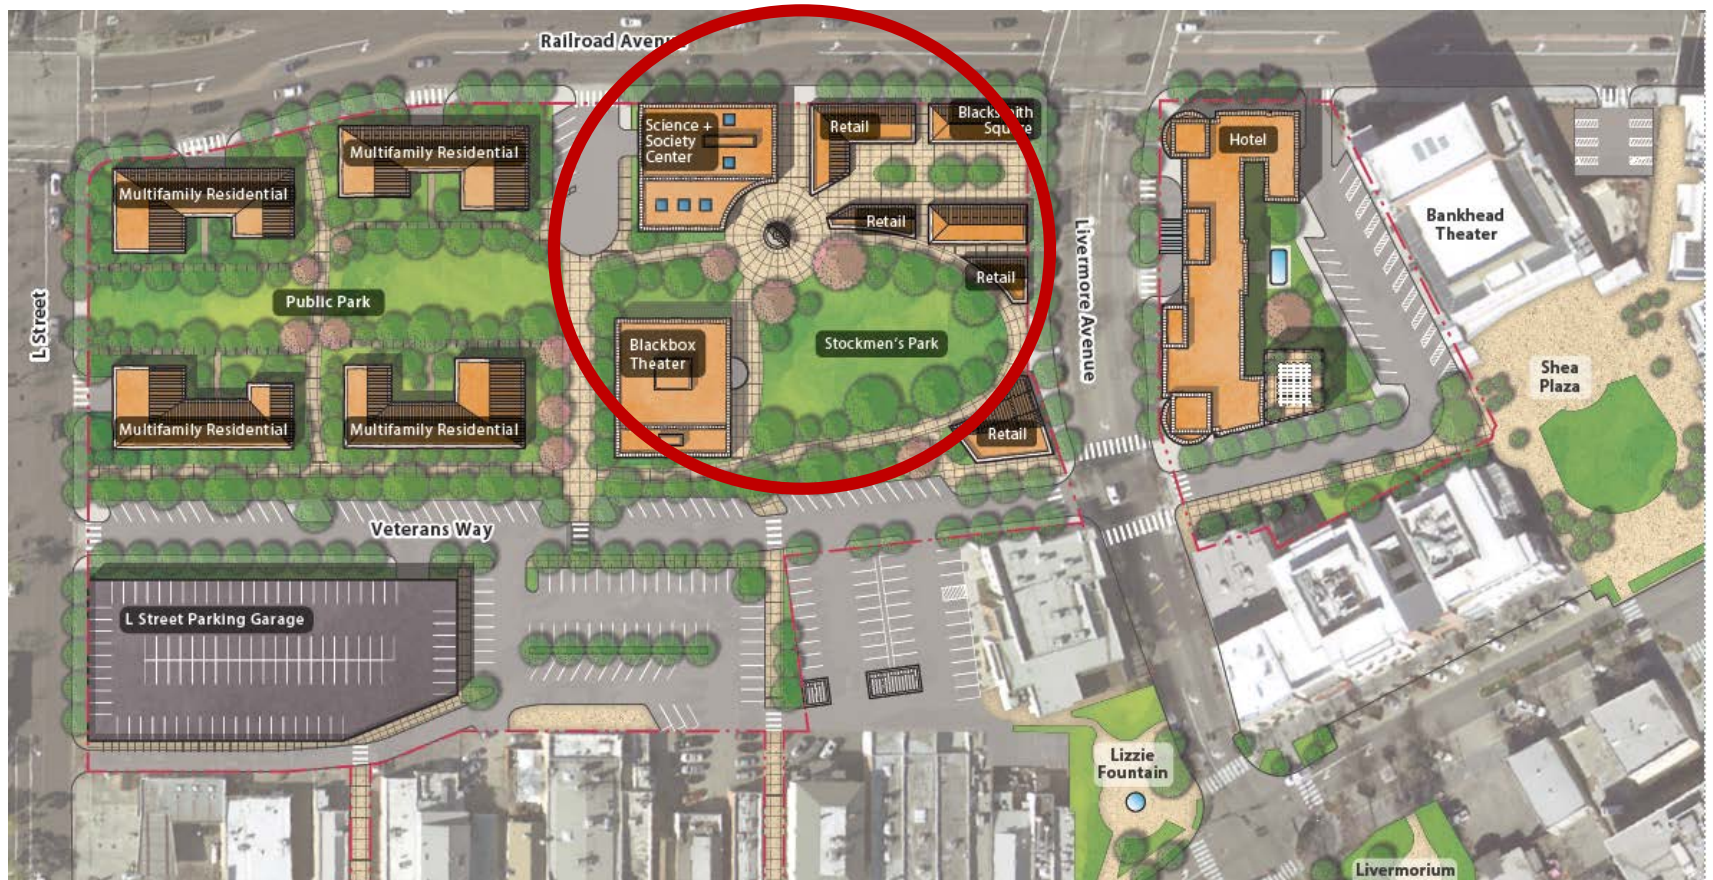 Railroad Avenue
Science +
Society
Center
Retail
Blacksmith
Square
Hotel
Multifamily Residential
Multifamily Residential
Bankhead
Theater
Retail
Livermore Avenue
Retail
L Street
Public Park
Blackbox
Theater
Stockmen's Park
Shea
Plaza
Multifamily Residential
Multifamily Residential
Retail
Veterans Way
L Street Parking Garage
Lizzie
Fountain
Livermorium